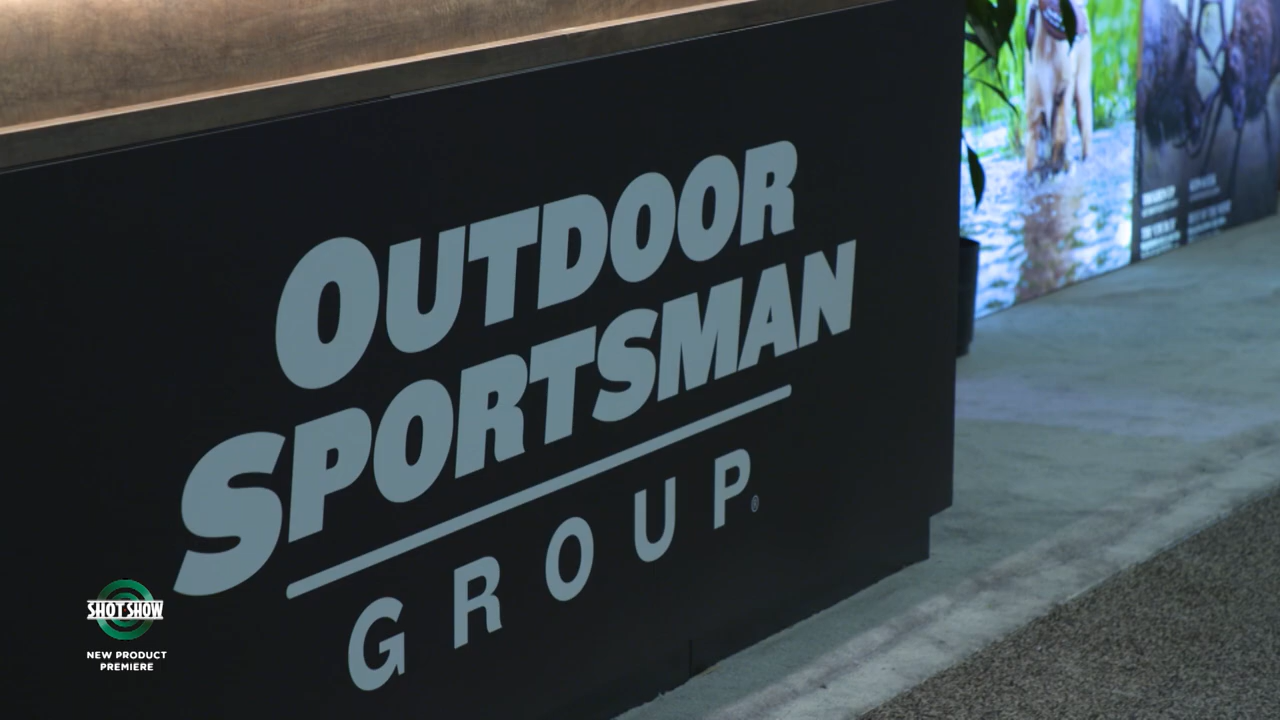 OUTDOOR
SPORTSMAN
GROUP®
SHOT SHOW
NEW PRODUCT
PREMIERE